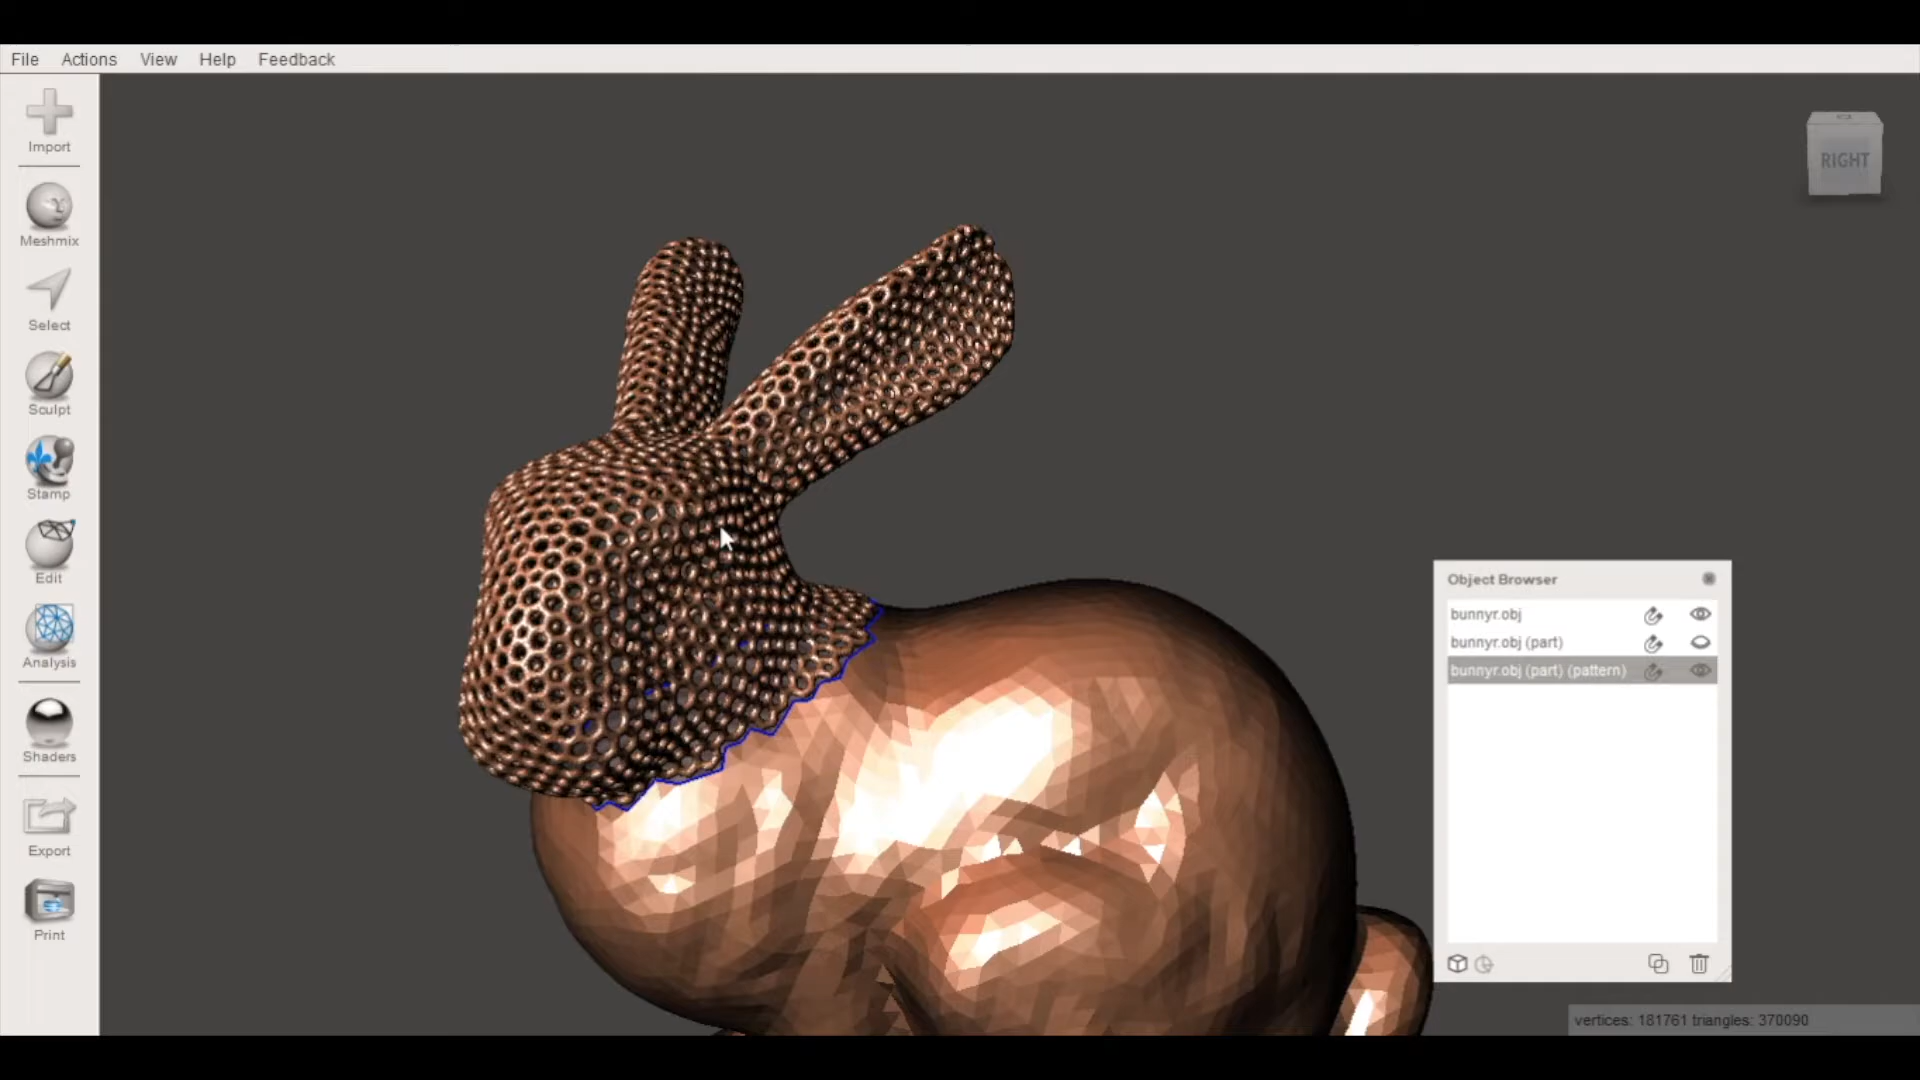 File Actions View Help Feedback
Import
Meshmix
Select
Sculpt
Stamp
Edit
Analysis
Shaders
Export
Print
RIGHT
Object Browser
bunnyr.obj
bunnyr.obj (part)
bunnyr.obj (part) (pattern)
vertices: 181761 triangles: 370090